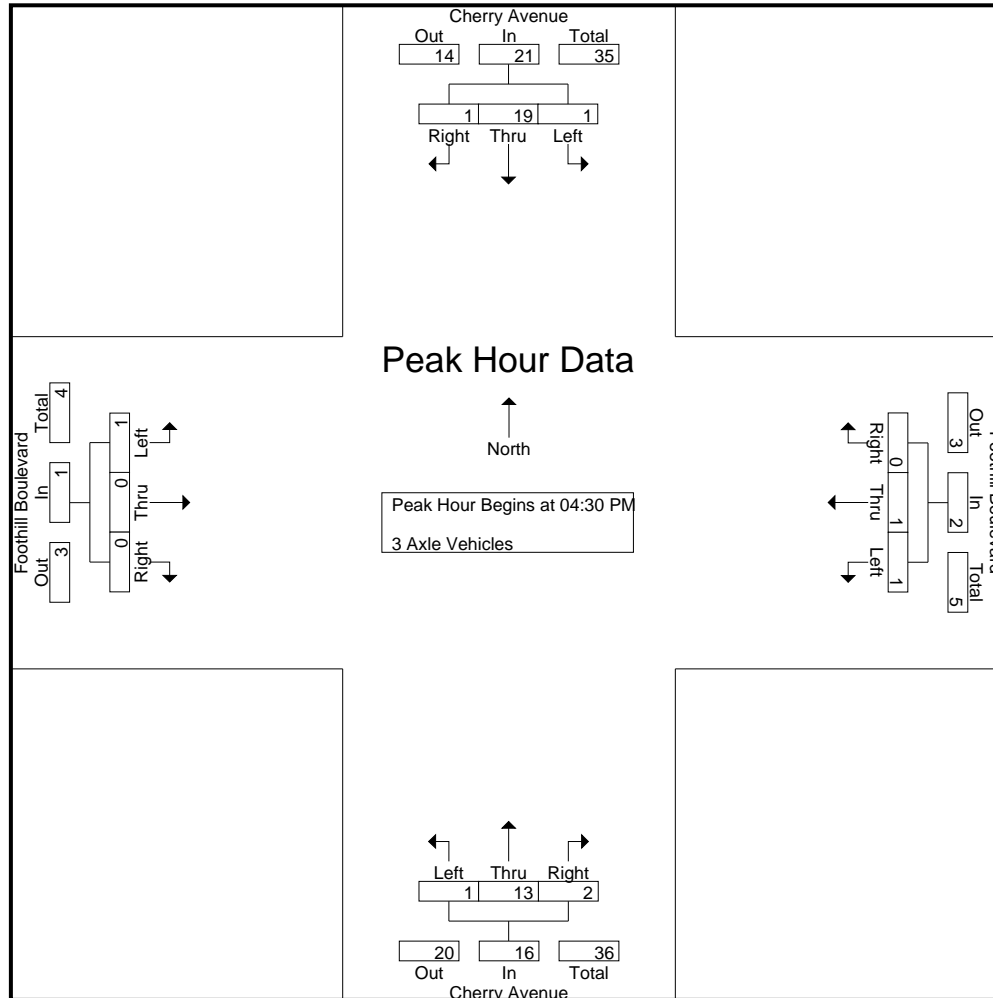 Cherry Avenue
Out In Total
14 21 35
1 19 1
Right Thru Left
Peak Hour Data
North
Peak Hour Begins at 04:30 PM
3 Axle Vehicles
Foothill Boulevard
Out In Total
3 1 4
Right Thru Left
0 0 1
Right Thru Left
0 1 1
Out In Total
3 2 5
Foothill Boulevard
Left Thru Right
1 13 2
20 16 36
Out In Total
Cherry Avenue